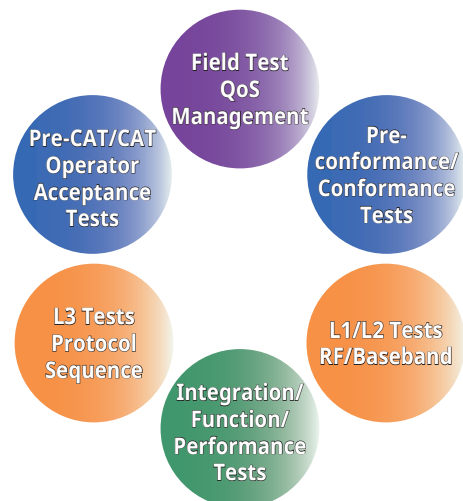 Field Test
QoS
Management
Pre-CAT/CAT
Operator
Acceptance
Tests
Pre-
conformance/
Conformance
Tests
L3 Tests
Protocol
Sequence
L1/L2 Tests
RF/Baseband
Integration/
Function/
Performance
Tests